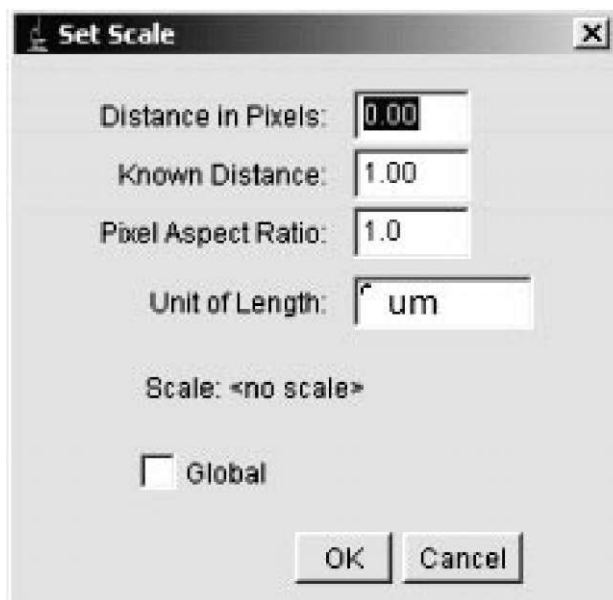 Set Scale
Distance in Pixels: 0.00
Known Distance: 1.00
Pixel Aspect Ratio: 1.0
Unit of Length: um
Scale: <no scale>
Global
OK Cancel